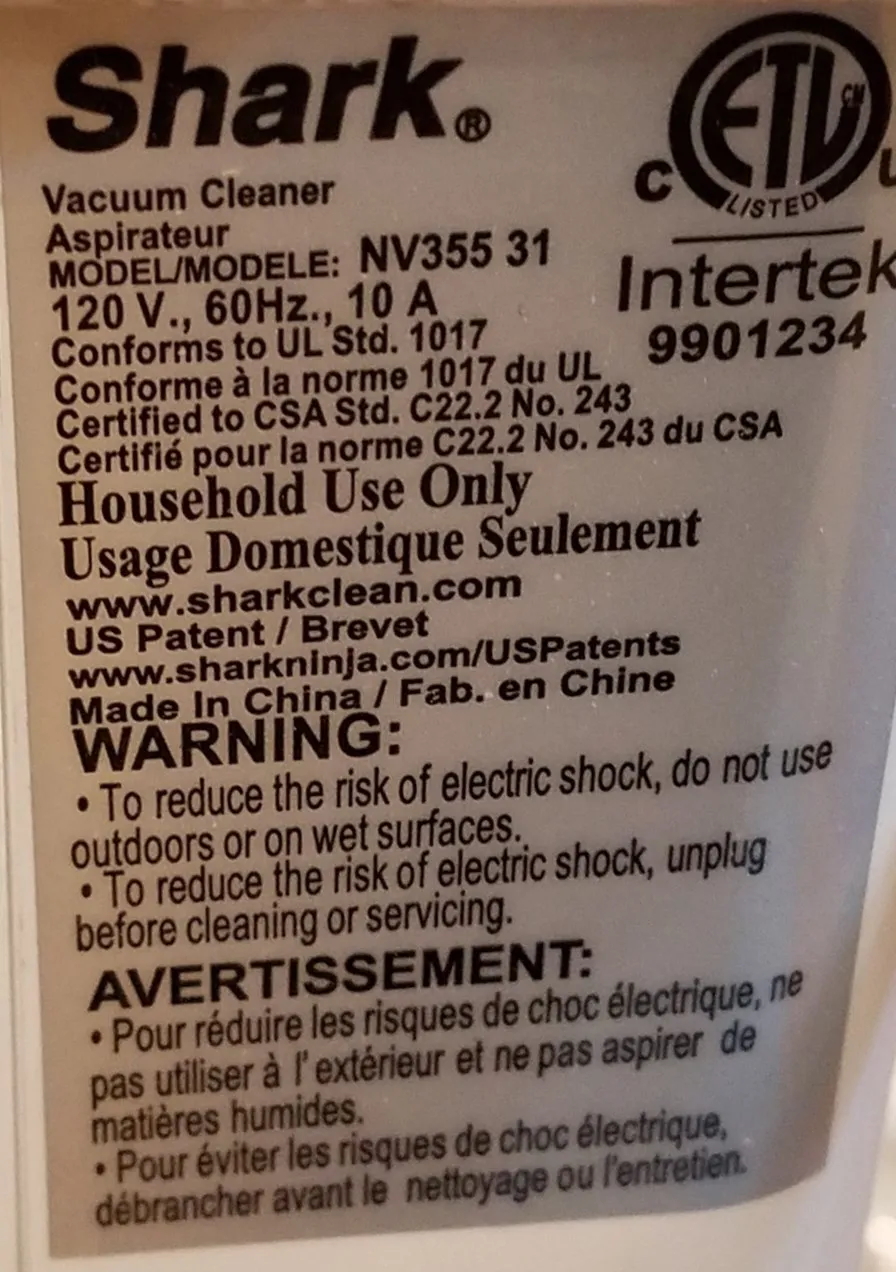 Shark®
Vacuum Cleaner
Aspirateur
MODEL/MODELE: NV355 31
120 V., 60Hz., 10 A
Conforms to UL Std. 1017
Conforme à la norme 1017 du UL
Certified to CSA Std. C22.2 No. 243
Certifié pour la norme C22.2 No. 243 du CSA
C ETL CM
LISTED
Intertek
9901234
Household Use Only
Usage Domestique Seulement
www.sharkclean.com
US Patent / Brevet
www.sharkninja.com/USPatents
Made In China / Fab. en Chine
WARNING:
• To reduce the risk of electric shock, do not use
outdoors or on wet surfaces.
• To reduce the risk of electric shock, unplug
before cleaning or servicing.
AVERTISSEMENT:
• Pour réduire les risques de choc électrique, ne
pas utiliser à l' extérieur et ne pas aspirer de
matières humides.
• Pour éviter les risques de choc électrique,
débrancher avant le nettoyage ou l'entretien.